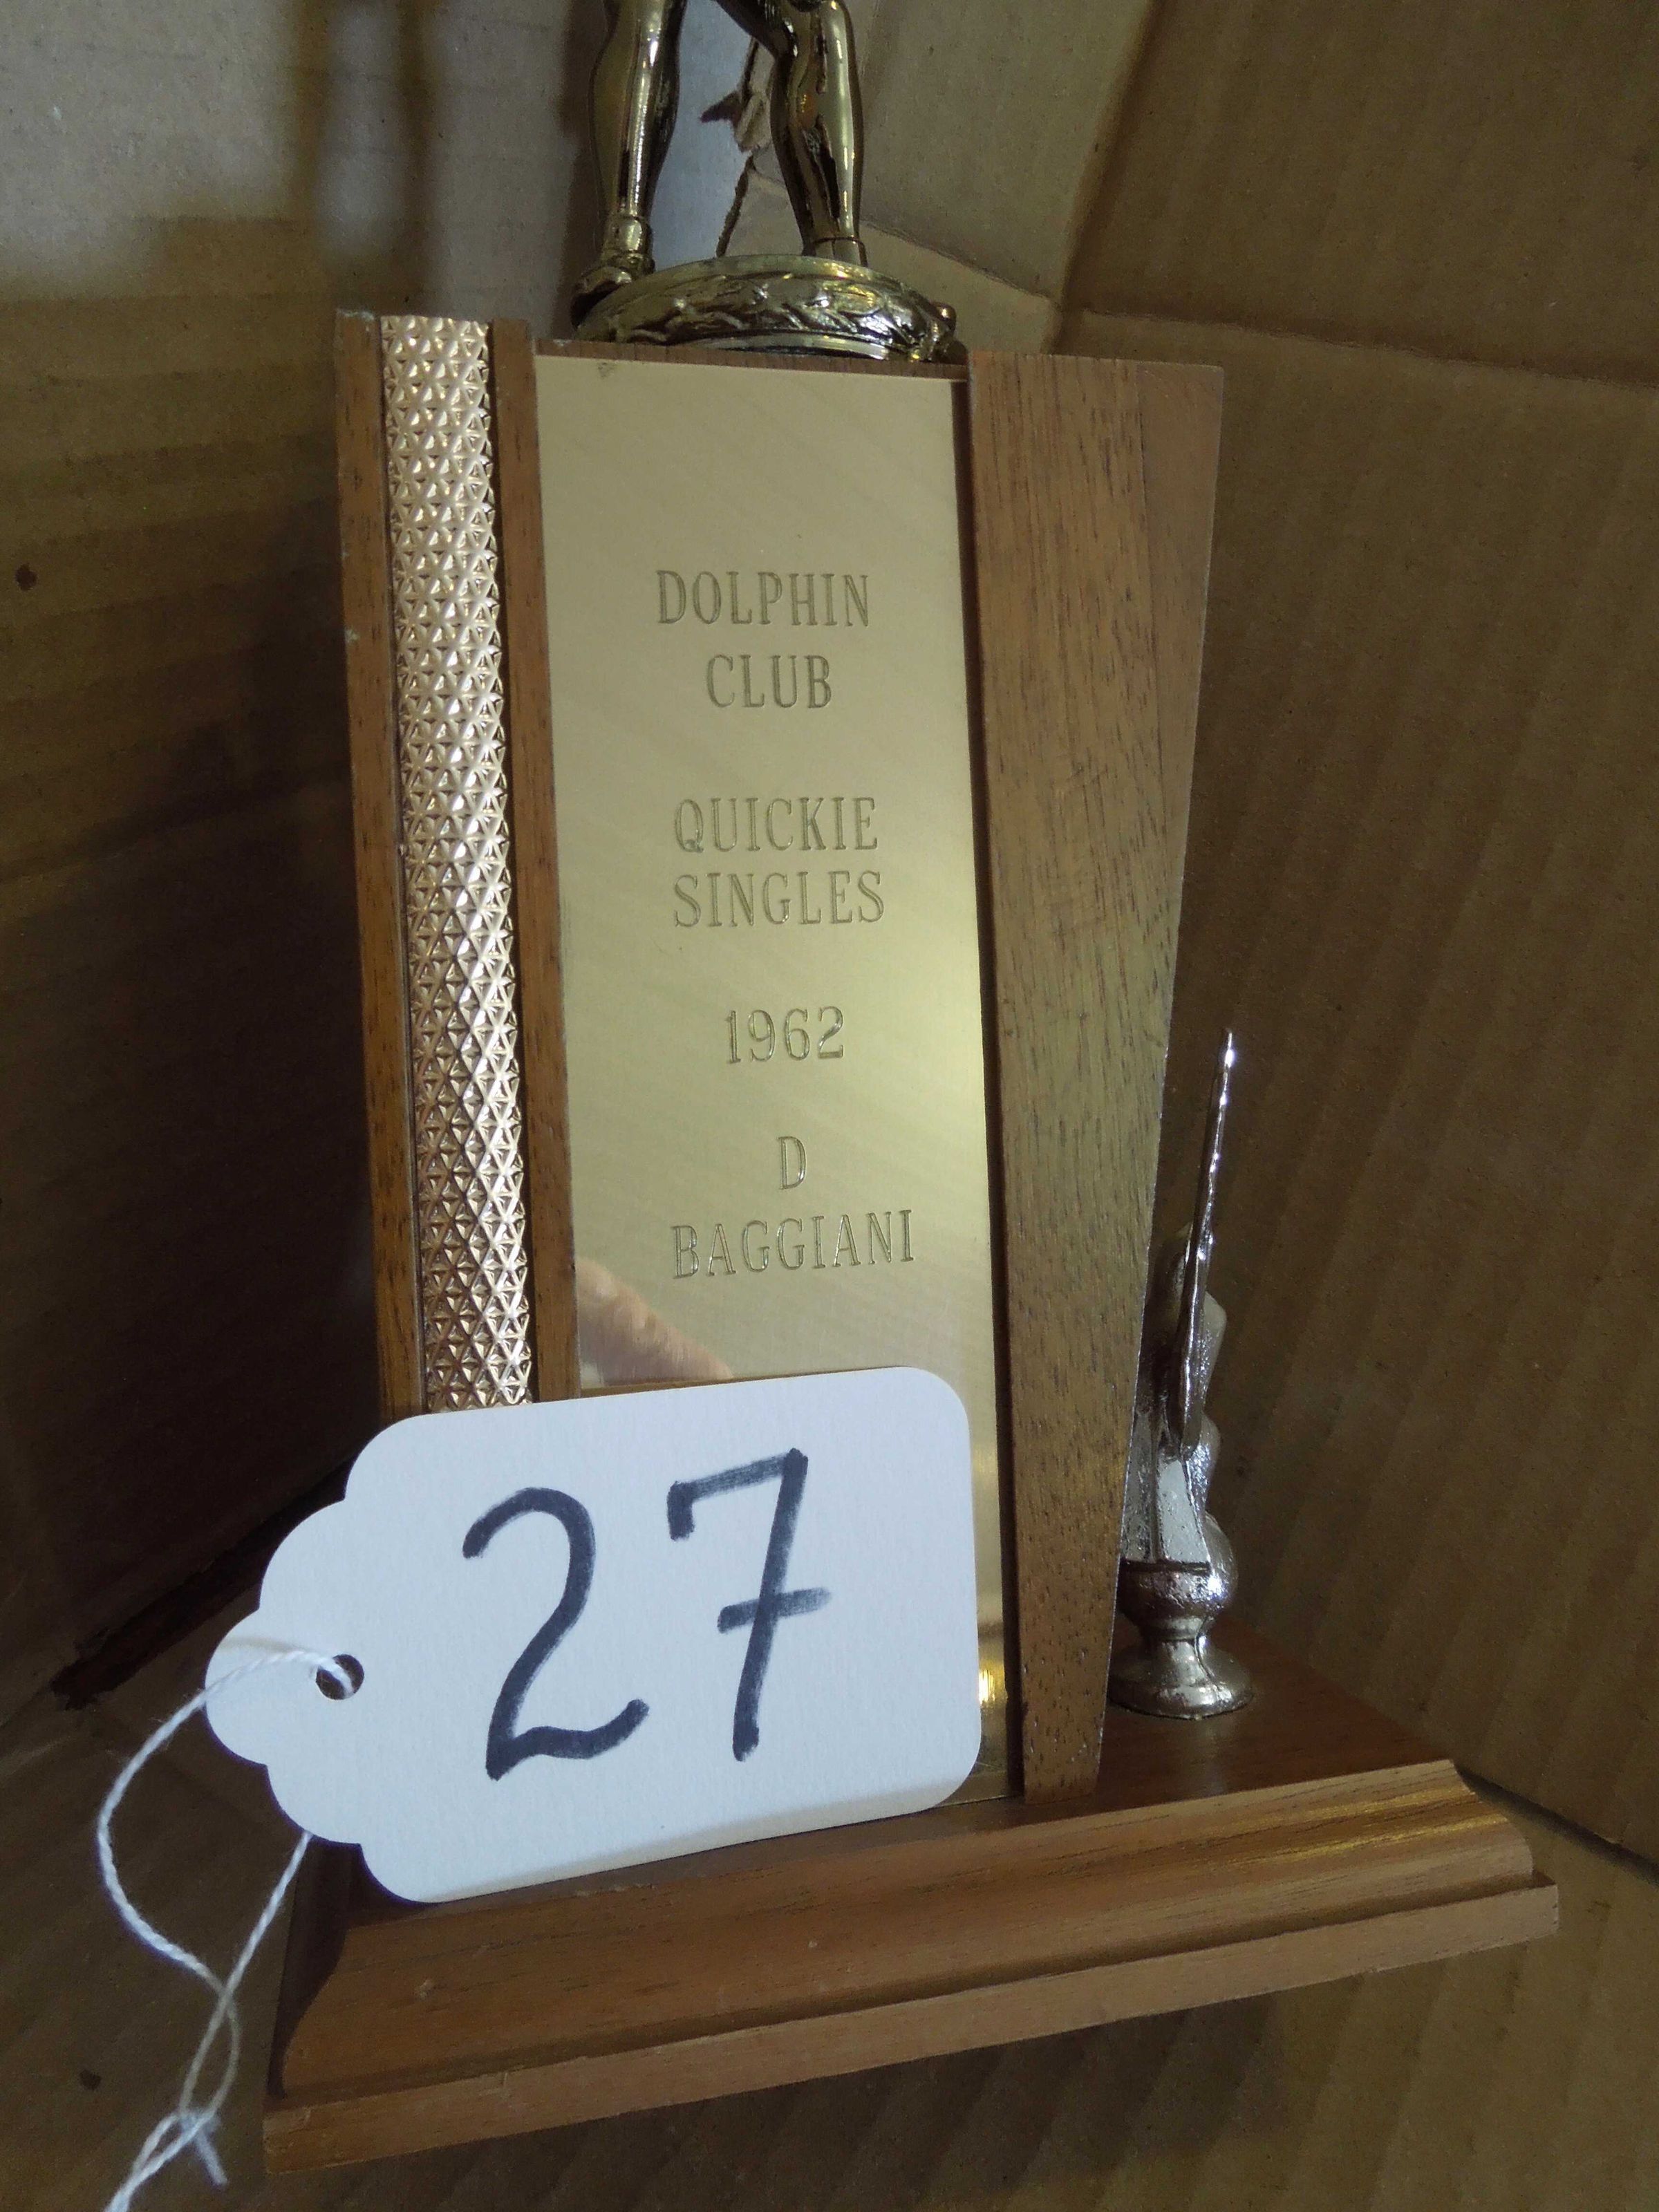 DOLPHIN
CLUB
QUICKIE
SINGLES
1962
D
BAGGIANI
27